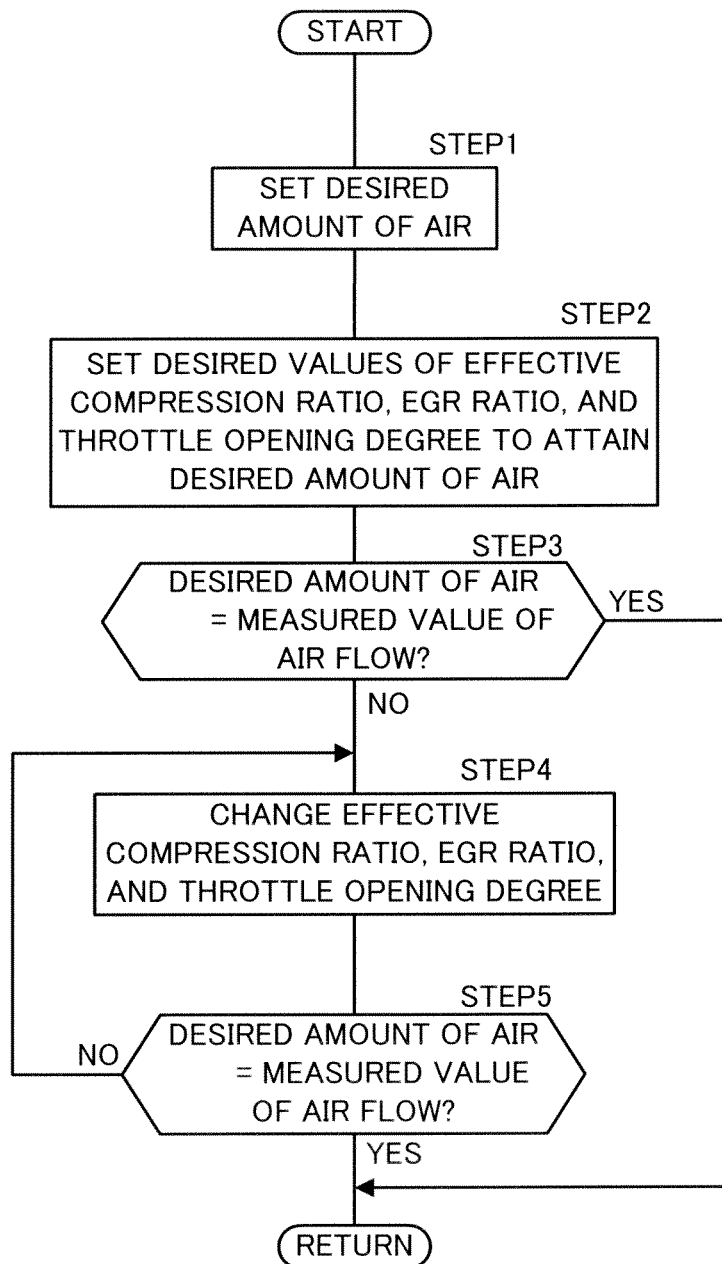 START
STEP1
SET DESIRED
AMOUNT OF AIR
STEP2
SET DESIRED VALUES OF EFFECTIVE
COMPRESSION RATIO, EGR RATIO, AND
THROTTLE OPENING DEGREE TO ATTAIN
DESIRED AMOUNT OF AIR
STEP3
DESIRED AMOUNT OF AIR
= MEASURED VALUE OF
AIR FLOW?
YES
NO
STEP4
CHANGE EFFECTIVE
COMPRESSION RATIO, EGR RATIO,
AND THROTTLE OPENING DEGREE
STEP5
DESIRED AMOUNT OF AIR
= MEASURED VALUE
OF AIR FLOW?
NO
YES
RETURN